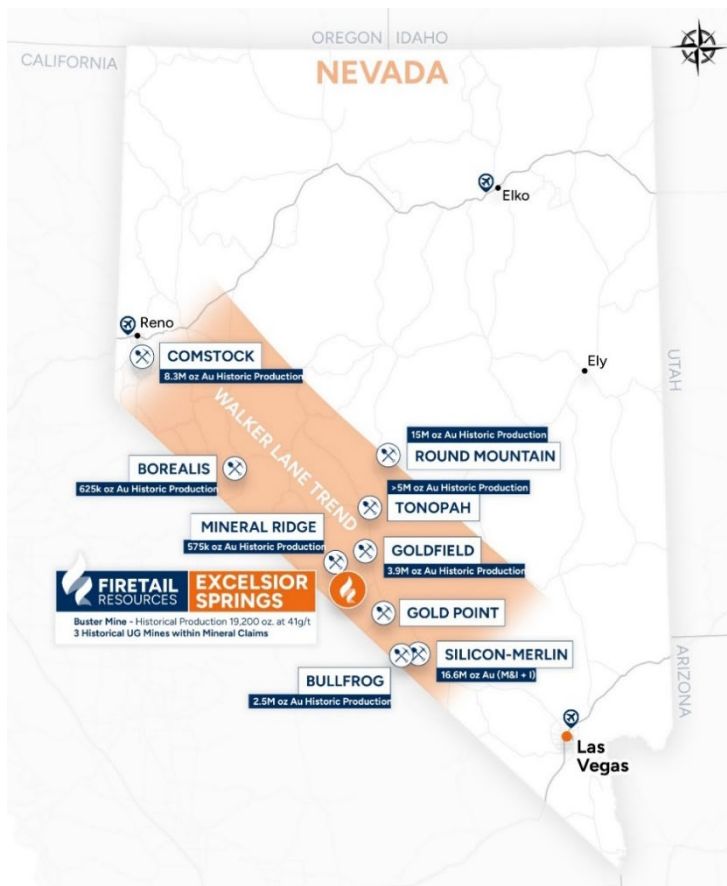 OREGON IDAHO
CALIFORNIA
NEVADA
Elko
Reno
COMSTOCK
8.3M oz Au Historic Production
Ely
UTAH
WALKER LANE TREND
15M oz Au Historic Production
ROUND MOUNTAIN
BOREALIS
625k oz Au Historic Production
>5M oz Au Historic Production
TONOPAH
MINERAL RIDGE
575k oz Au Historic Production
GOLDFIELD
3.9M oz Au Historic Production
FIRETAIL
RESOURCES
EXCELSIOR
SPRINGS
Buster Mine - Historical Production 19,200 oz. at 41g/t
3 Historical UG Mines within Mineral Claims
GOLD POINT
SILICON-MERLIN
16.6M oz Au (M&I + I)
BULLFROG
2.5M oz Au Historic Production
ARIZONA
Las
Vegas